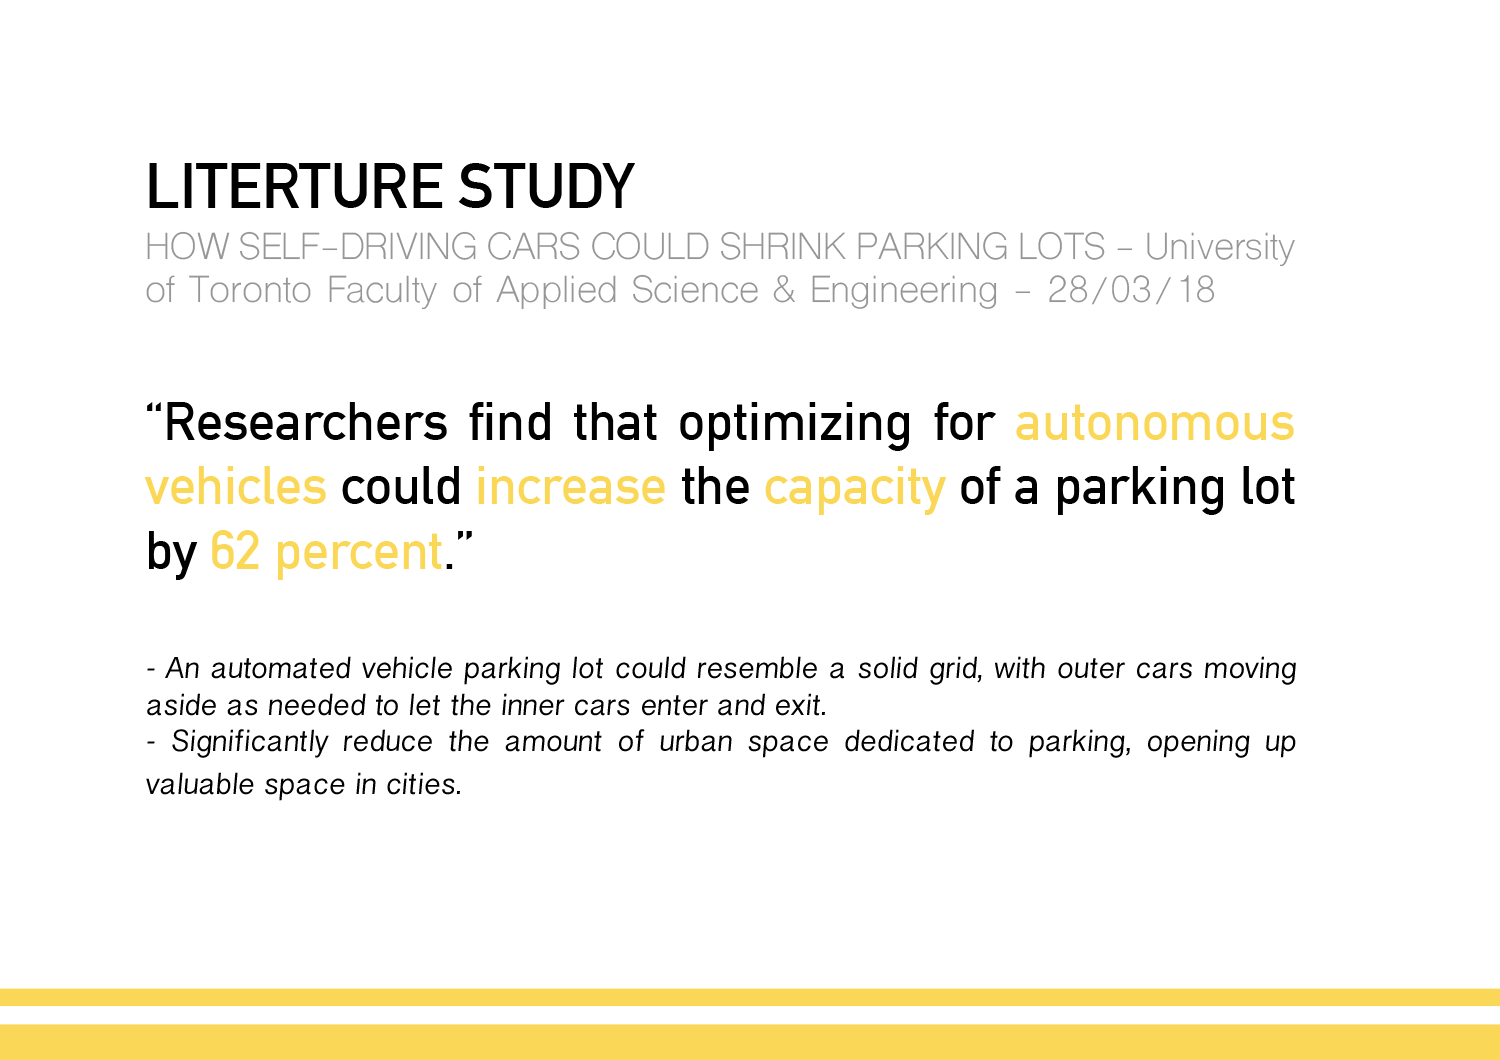 LITERTURE STUDY
HOW SELF-DRIVING CARS COULD SHRINK PARKING LOTS - University
of Toronto Faculty of Applied Science & Engineering - 28/03/18
“Researchers find that optimizing for autonomous
vehicles could increase the capacity of a parking lot
by 62 percent.”
- An automated vehicle parking lot could resemble a solid grid, with outer cars moving
aside as needed to let the inner cars enter and exit.
- Significantly reduce the amount of urban space dedicated to parking, opening up
valuable space in cities.